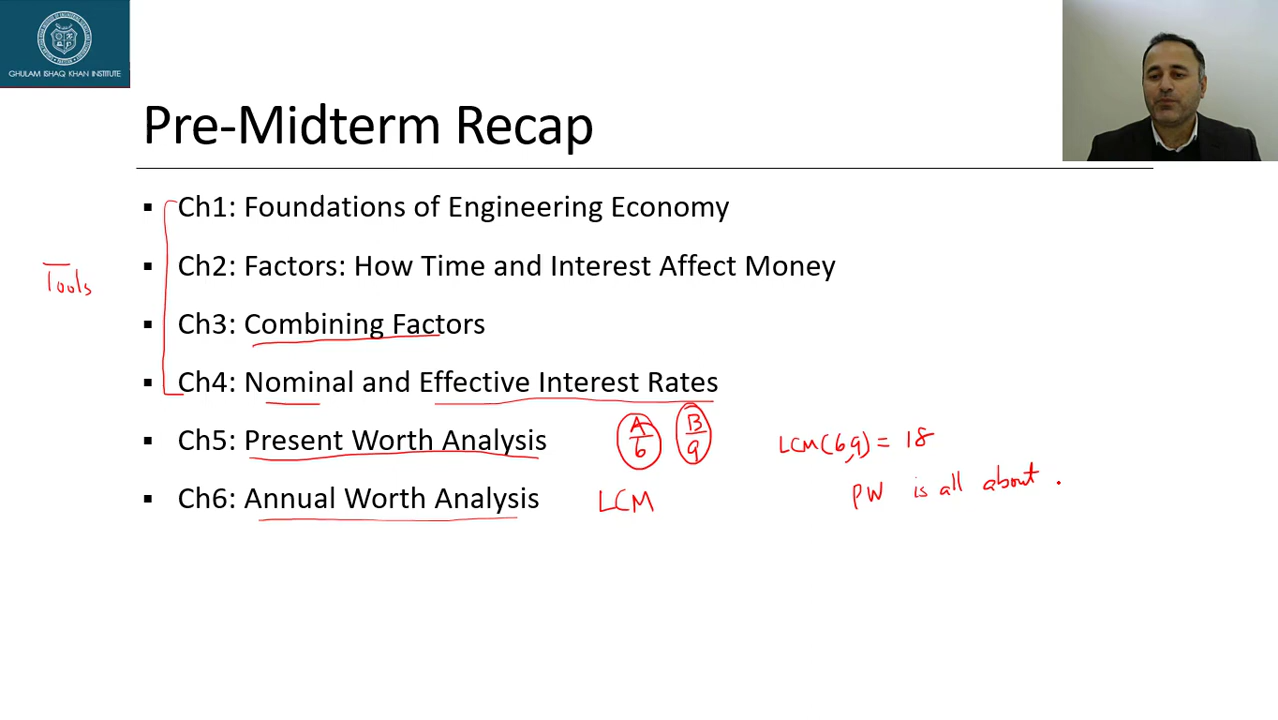 GHULAM ISHAQ KHAN INSTITUTE
Pre-Midterm Recap
▪ Ch1: Foundations of Engineering Economy
▪ Ch2: Factors: How Time and Interest Affect Money
Tools
▪ Ch3: Combining Factors
▪ Ch4: Nominal and Effective Interest Rates
▪ Ch5: Present Worth Analysis
A/6 B/9
LCM(6,9) = 18
▪ Ch6: Annual Worth Analysis
LCM
PW is all about .